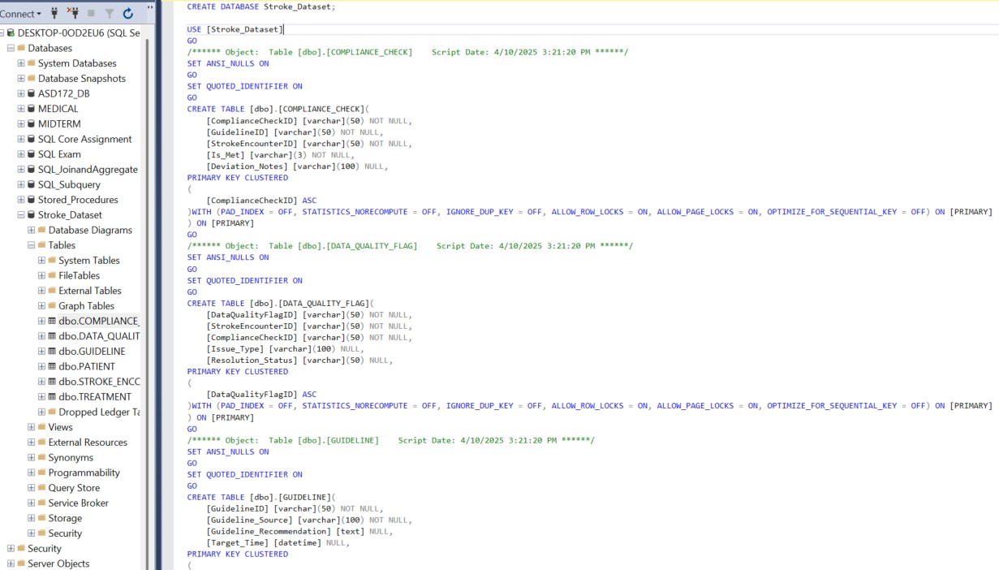 Connect
DESKTOP-0OD2EU6 (SQL Se
Databases
System Databases
Database Snapshots
ASD172_DB
MEDICAL
MIDTERM
SQL Core Assignment
SQL Exam
SQL_JoinandAggregate
SQL_Subquery
Stored_Procedures
Stroke_Dataset
Database Diagrams
Tables
System Tables
FileTables
External Tables
Graph Tables
dbo.COMPLIANCE_
dbo.DATA_QUALIT
dbo.GUIDELINE
dbo.PATIENT
dbo.STROKE_ENCO
dbo.TREATMENT
Dropped Ledger Ta
Views
External Resources
Synonyms
Programmability
Query Store
Service Broker
Storage
Security
Security
Server Objects
CREATE DATABASE Stroke_Dataset;
USE [Stroke_Dataset]
GO
/****** Object:  Table [dbo].[COMPLIANCE_CHECK]    Script Date: 4/10/2025 3:21:20 PM ******/
SET ANSI_NULLS ON
GO
SET QUOTED_IDENTIFIER ON
GO
CREATE TABLE [dbo].[COMPLIANCE_CHECK](
[ComplianceCheckID] [varchar](50) NOT NULL,
[GuidelineID] [varchar](50) NOT NULL,
[StrokeEncounterID] [varchar](50) NOT NULL,
[Is_Met] [varchar](3) NOT NULL,
[Deviation_Notes] [varchar](100) NULL,
PRIMARY KEY CLUSTERED
(
[ComplianceCheckID] ASC
)WITH (PAD_INDEX = OFF, STATISTICS_NORECOMPUTE = OFF, IGNORE_DUP_KEY = OFF, ALLOW_ROW_LOCKS = ON, ALLOW_PAGE_LOCKS = ON, OPTIMIZE_FOR_SEQUENTIAL_KEY = OFF) ON [PRIMARY]
) ON [PRIMARY]
GO
/****** Object:  Table [dbo].[DATA_QUALITY_FLAG]    Script Date: 4/10/2025 3:21:20 PM ******/
SET ANSI_NULLS ON
GO
SET QUOTED_IDENTIFIER ON
GO
CREATE TABLE [dbo].[DATA_QUALITY_FLAG](
[DataQualityFlagID] [varchar](50) NOT NULL,
[StrokeEncounterID] [varchar](50) NOT NULL,
[ComplianceCheckID] [varchar](50) NOT NULL,
[Issue_Type] [varchar](100) NULL,
[Resolution_Status] [varchar](50) NULL,
PRIMARY KEY CLUSTERED
(
[DataQualityFlagID] ASC
)WITH (PAD_INDEX = OFF, STATISTICS_NORECOMPUTE = OFF, IGNORE_DUP_KEY = OFF, ALLOW_ROW_LOCKS = ON, ALLOW_PAGE_LOCKS = ON, OPTIMIZE_FOR_SEQUENTIAL_KEY = OFF) ON [PRIMARY]
) ON [PRIMARY]
GO
/****** Object:  Table [dbo].[GUIDELINE]    Script Date: 4/10/2025 3:21:20 PM ******/
SET ANSI_NULLS ON
GO
SET QUOTED_IDENTIFIER ON
GO
CREATE TABLE [dbo].[GUIDELINE](
[GuidelineID] [varchar](50) NOT NULL,
[Guideline_Source] [varchar](100) NOT NULL,
[Guideline_Recommendation] [text] NULL,
[Target_Time] [datetime] NULL,
PRIMARY KEY CLUSTERED
(